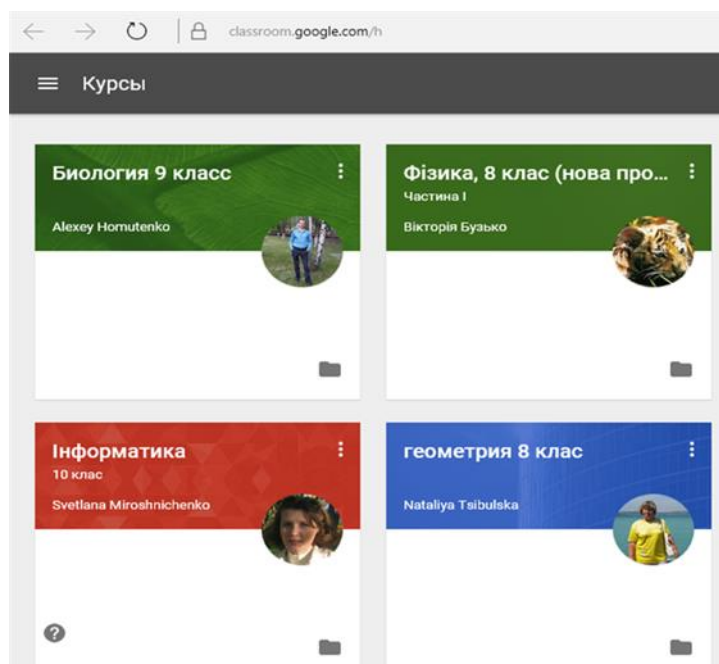 classroom.google.com/h
Курсы
Биология 9 класс
Alexey Homutenko
Фізика, 8 клас (нова про...
Частина I
Вікторія Бузько
Інформатика
10 клас
Svetlana Miroshnichenko
геометрия 8 клас
Nataliya Tsibulska
?